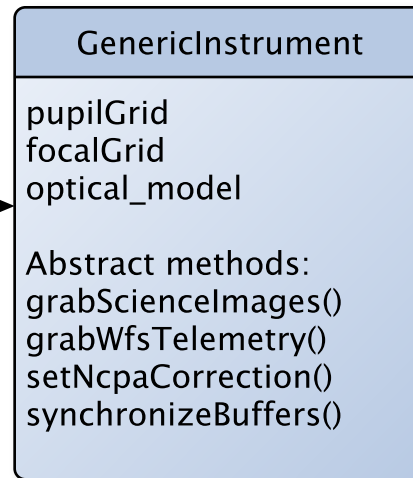 GenericInstrument
pupilGrid
focalGrid
optical_model
Abstract methods:
grabScienceImages()
grabWfsTelemetry()
setNcpaCorrection()
synchronizeBuffers()